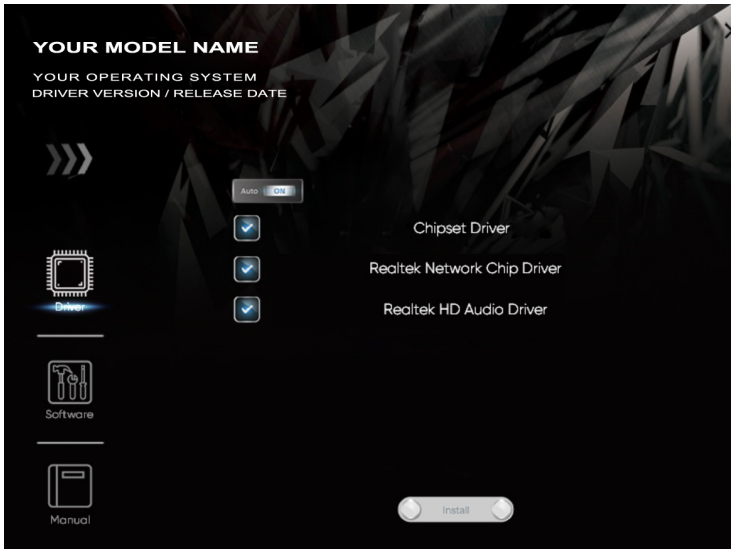 YOUR MODEL NAME
YOUR OPERATING SYSTEM
DRIVER VERSION / RELEASE DATE
Auto ON
Chipset Driver
Realtek Network Chip Driver
Realtek HD Audio Driver
Driver
Software
Manual
Install